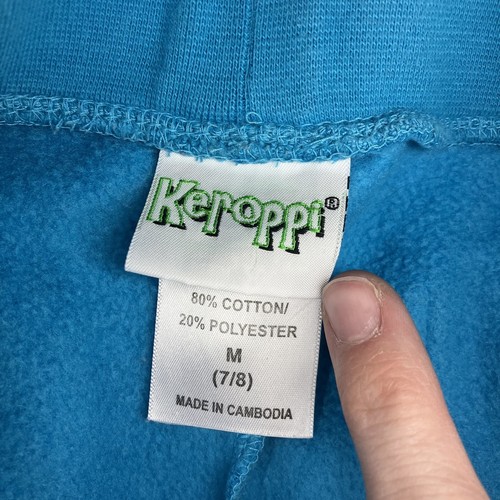 Keroppi®
80% COTTON/
20% POLYESTER
M
(7/8)
MADE IN CAMBODIA